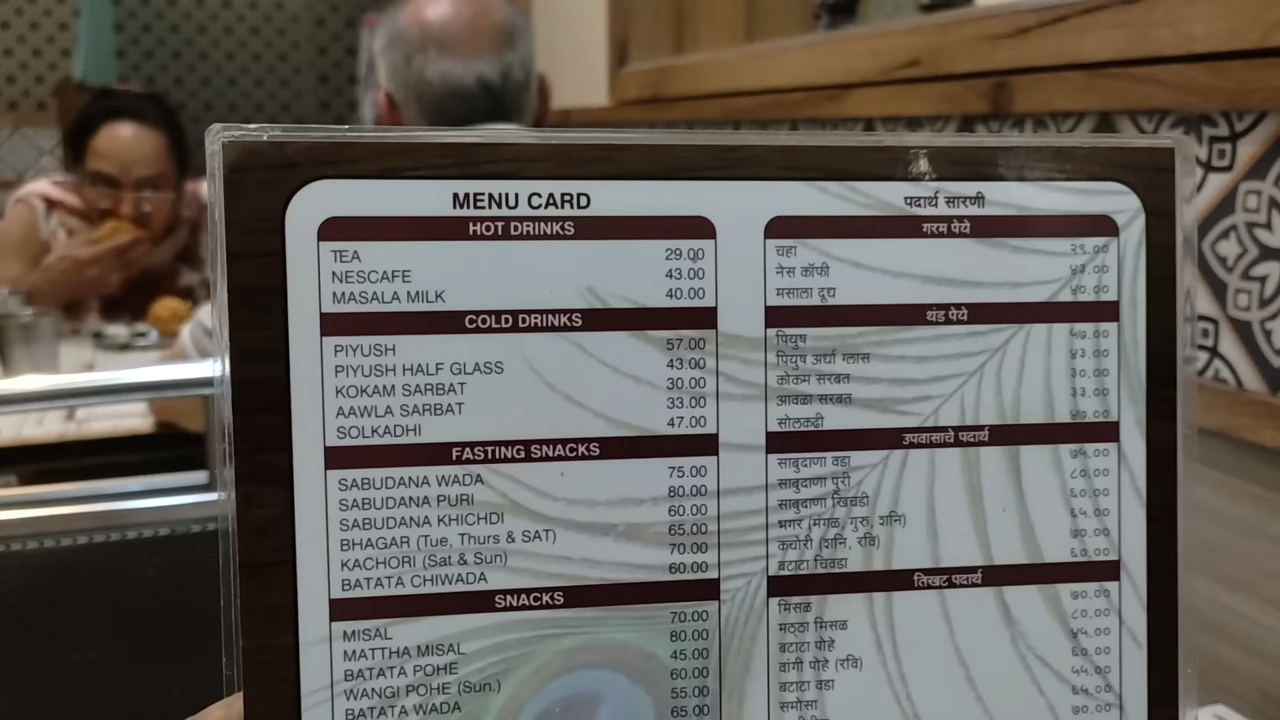 MENU CARD
HOT DRINKS
TEA 29.00
NESCAFE 43.00
MASALA MILK 40.00
COLD DRINKS
PIYUSH 57.00
PIYUSH HALF GLASS 43.00
KOKAM SARBAT 30.00
AAWLA SARBAT 33.00
SOLKADHI 47.00
FASTING SNACKS
SABUDANA WADA 75.00
SABUDANA PURI 80.00
SABUDANA KHICHDI 60.00
BHAGAR (Tue, Thurs & SAT) 65.00
KACHORI (Sat & Sun) 70.00
BATATA CHIWADA 60.00
SNACKS
MISAL 70.00
MATTHA MISAL 80.00
BATATA POHE 45.00
WANGI POHE (Sun.) 60.00
BATATA WADA 55.00
65.00
पदार्थ सारणी
गरम पेये
चहा २९.००
नेस कॉफी ४३.००
मसाला दूध ४०.००
थंड पेये
पियुष ५७.००
पियुष अर्धा ग्लास ४३.००
कोकम सरबत ३०.००
आवळा सरबत ३३.००
सोलकढी ४७.००
उपवासाचे पदार्थ
साबुदाणा वडा ७५.००
साबुदाणा पुरी ८०.००
साबुदाणा खिचडी ६०.००
भगर (मंगळ, गुरु, शनि) ६५.००
कचोरी (शनि, रवि) ७०.००
बटाटा चिवडा ६०.००
तिखट पदार्थ
मिसळ ७०.००
मठ्ठा मिसळ ८०.००
बटाटा पोहे ४५.००
वांगी पोहे (रवि) ६०.००
बटाटा वडा ५५.००
समोसा ६५.००
७०.००